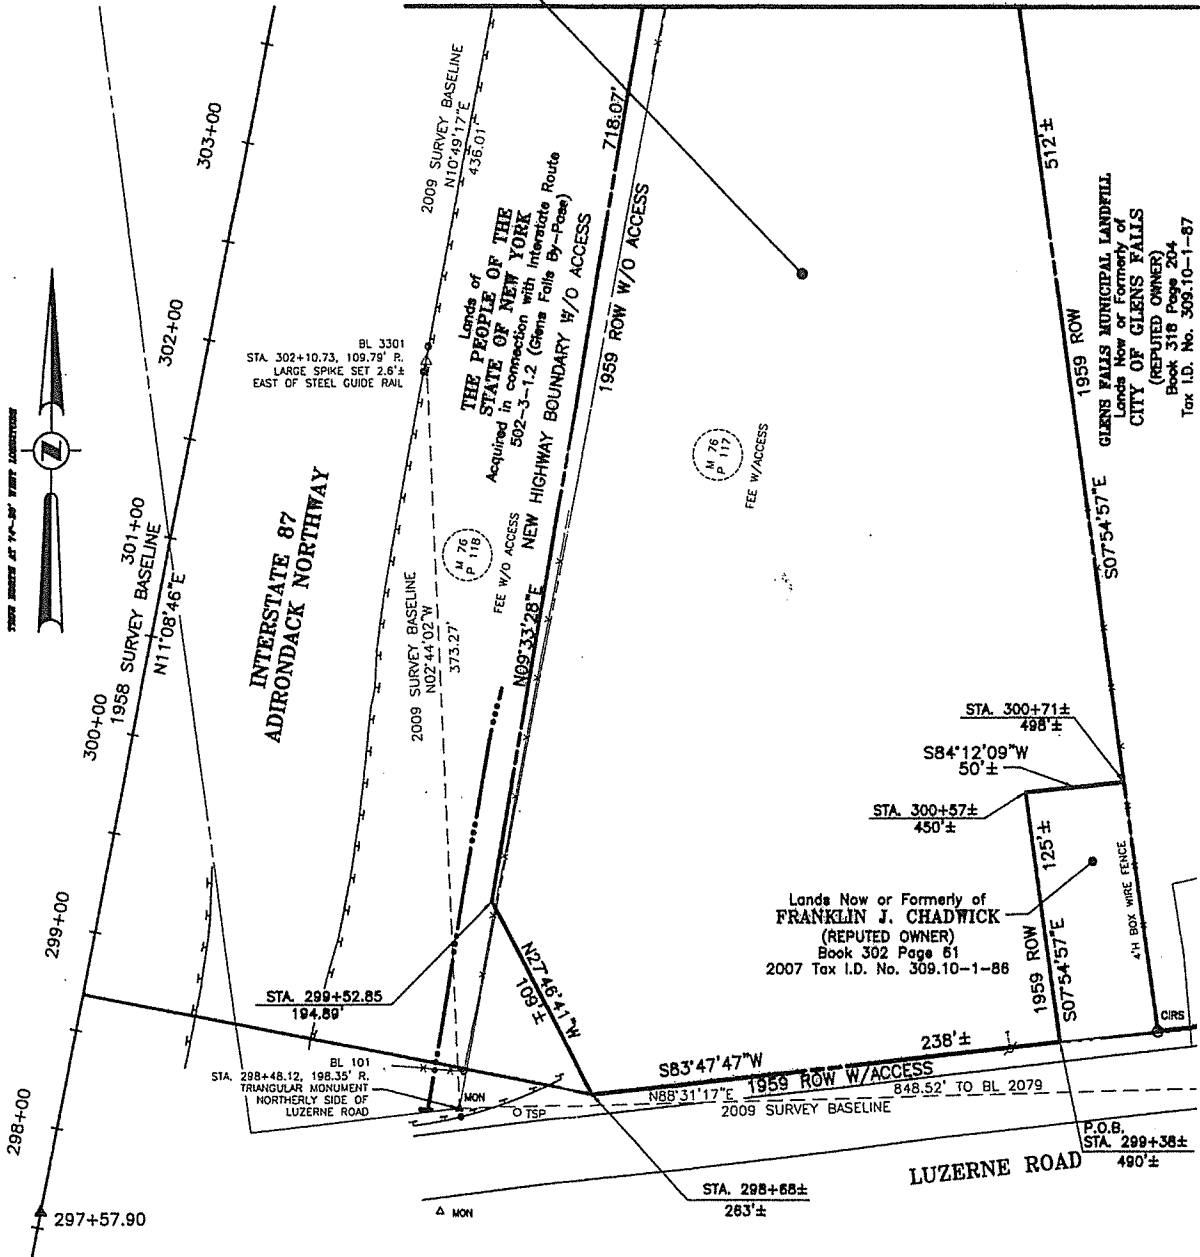 TRUE NORTH AT 74°-20' WEST LONGITUDE
N
303+00
302+00
301+00
1958 SURVEY BASELINE
N11°08'46"E
300+00
299+00
298+00
297+57.90
INTERSTATE 87
ADIRONDACK NORTHWAY
2009 SURVEY BASELINE
N10°49'17"E
436.01'
BL 3301
STA. 302+10.73, 109.79' R.
LARGE SPIKE SET 2.6'±
EAST OF STEEL GUIDE RAIL
Lands of
THE PEOPLE OF THE
STATE OF NEW YORK
Acquired in connection with Interstate Route
502-3-1.2 (Glens Falls By-Pass)
718.07'
NEW HIGHWAY BOUNDARY W/O ACCESS
1959 ROW W/O ACCESS
M 76
P 118
FEE W/O ACCESS
N09°33'28"E
2009 SURVEY BASELINE
N02°44'02"W
373.27'
M 76
P 117
FEE W/ACCESS
512'±
1959 ROW
S07°54'57"E
GLENS FALLS MUNICIPAL LANDFILL
Lands Now or Formerly of
CITY OF GLENS FALLS
(REPUTED OWNER)
Book 318 Page 204
Tax I.D. No. 309.10-1-87
STA. 300+71±
498'±
S84°12'09"W
50'±
STA. 300+57±
450'±
125'±
1959 ROW
S07°54'57"E
4'H BOX WIRE FENCE
Lands Now or Formerly of
FRANKLIN J. CHADWICK
(REPUTED OWNER)
Book 302 Page 61
2007 Tax I.D. No. 309.10-1-86
CIRS
STA. 299+52.85
194.89'
N27°46'41"W
109'±
BL 101
STA. 298+48.12, 198.35' R.
TRIANGULAR MONUMENT
NORTHERLY SIDE OF
LUZERNE ROAD
MON
TSP
238'±
S83°47'47"W
1959 ROW W/ACCESS
N88°31'17"E
848.52' TO BL 2079
2009 SURVEY BASELINE
P.O.B.
STA. 299+38±
490'±
LUZERNE ROAD
STA. 298+68±
263'±
MON